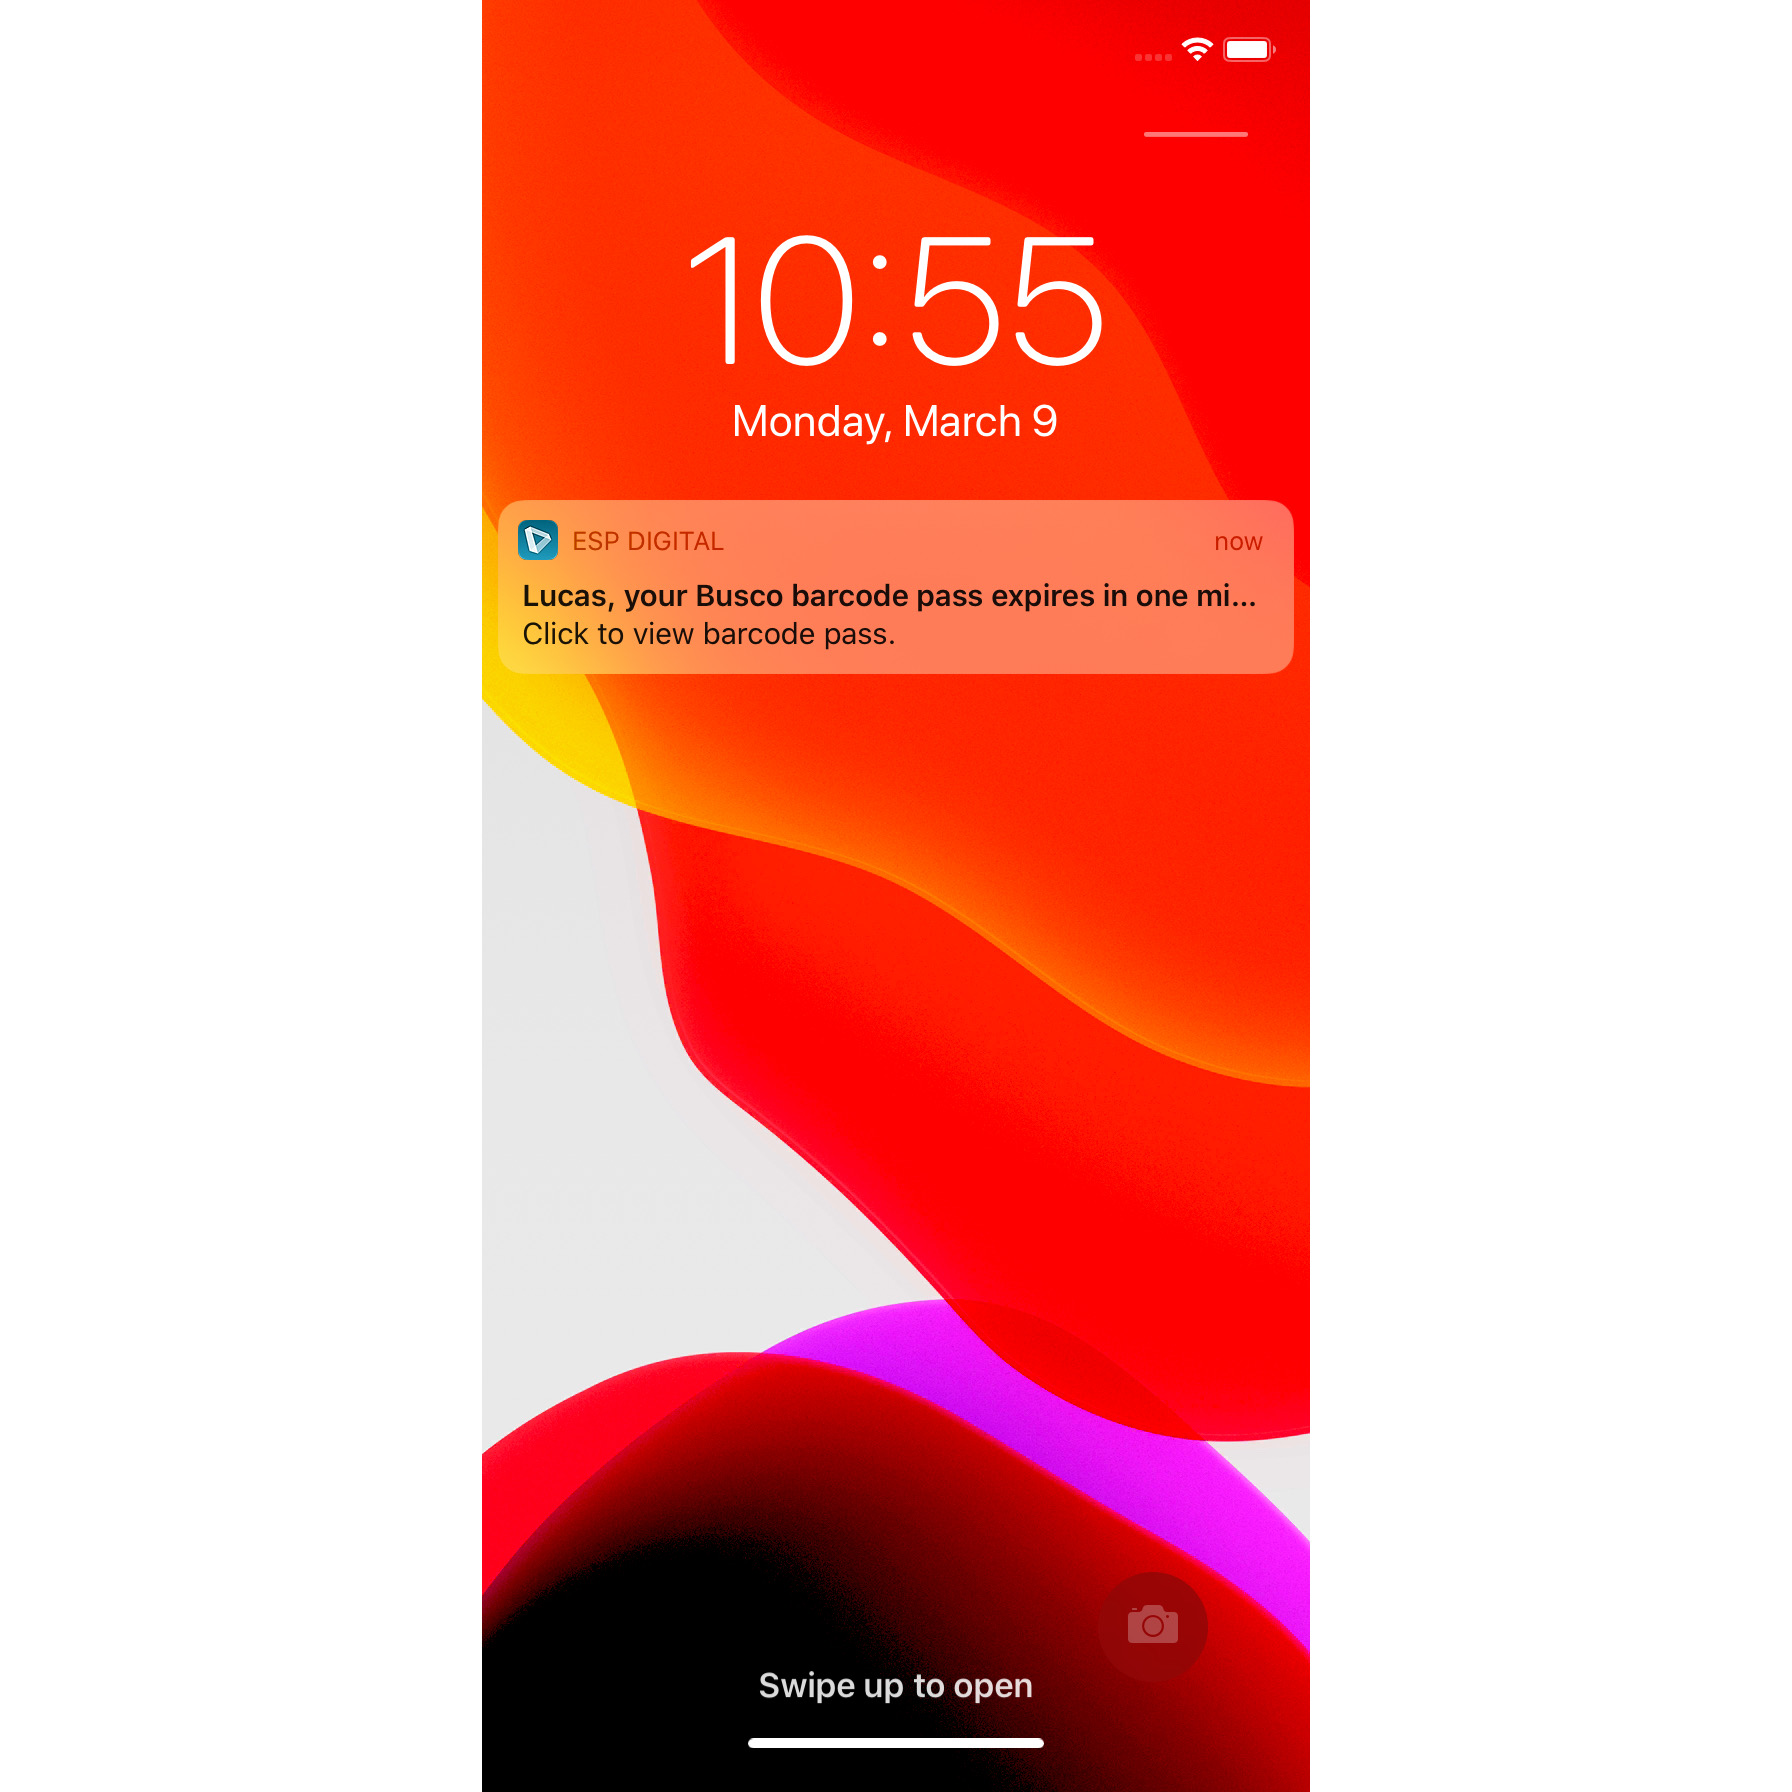 10:55
Monday, March 9
ESP DIGITAL now
Lucas, your Busco barcode pass expires in one mi...
Click to view barcode pass.
Swipe up to open